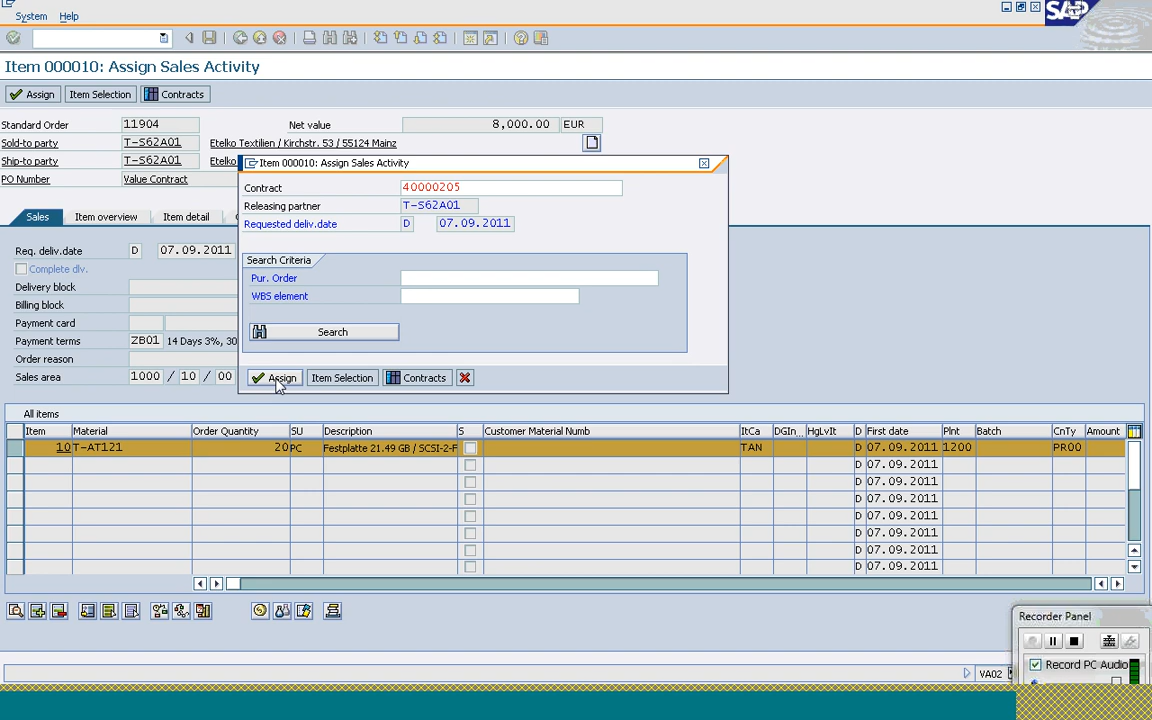 System Help
SAP
Item 000010: Assign Sales Activity
Assign Item Selection Contracts
Standard Order 11904 Net value 8,000.00 EUR
Sold-to party T-S62A01 Etelko Textilien / Kirchstr. 53 / 55124 Mainz
Ship-to party T-S62A01 Etelko
PO Number Value Contract
Item 000010: Assign Sales Activity
Contract 40000205
Releasing partner T-S62A01
Requested deliv.date D 07.09.2011
Search Criteria
Pur. Order
WBS element
Search
Assign Item Selection Contracts
Sales Item overview Item detail
Req. deliv.date D 07.09.2011
Complete dlv.
Delivery block
Billing block
Payment card
Payment terms ZB01 14 Days 3%, 30
Order reason
Sales area 1000 / 10 / 00
All items
Item Material Order Quantity SU Description S Customer Material Numb ItCa DGIn... HgLvIt D First date Plnt Batch CnTy Amount
10 T-AT121 20 PC Festplatte 21.49 GB / SCSI-2-F TAN D 07.09.2011 1200 PR00
D 07.09.2011
D 07.09.2011
D 07.09.2011
D 07.09.2011
D 07.09.2011
D 07.09.2011
D 07.09.2011
VA02
Recorder Panel
Record PC Audio